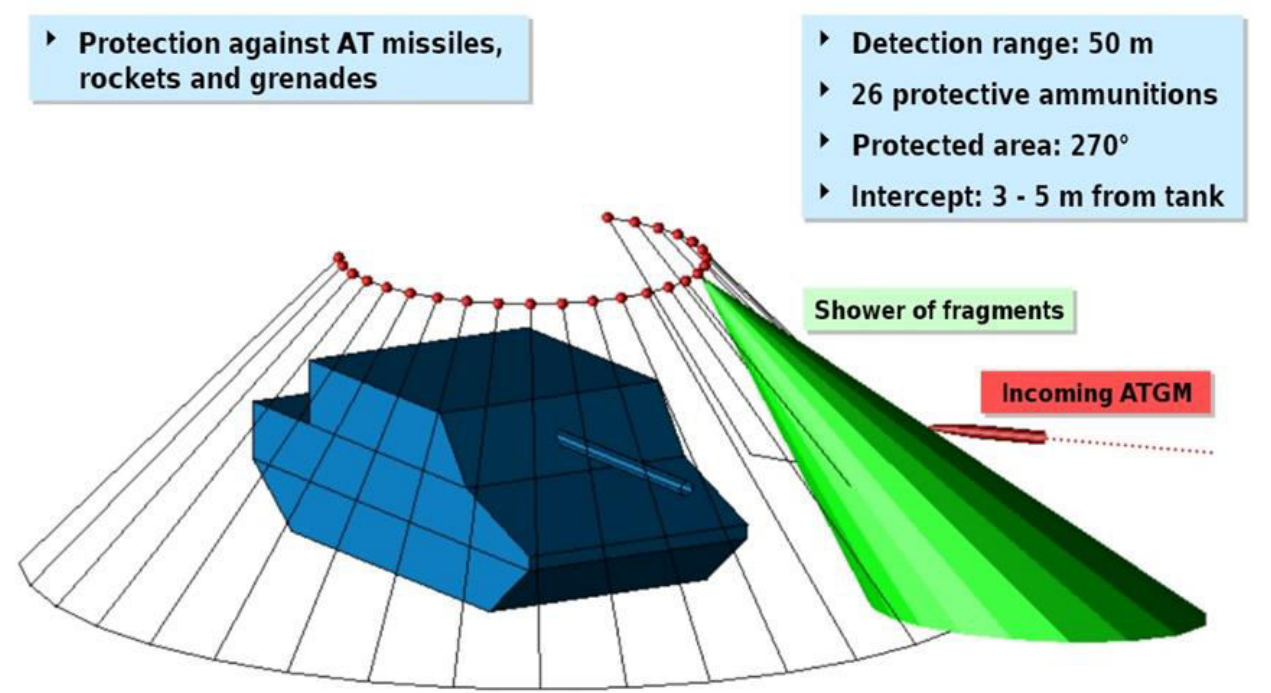 Protection against AT missiles,
rockets and grenades
Detection range: 50 m
26 protective ammunitions
Protected area: 270°
Intercept: 3 - 5 m from tank
Shower of fragments
Incoming ATGM